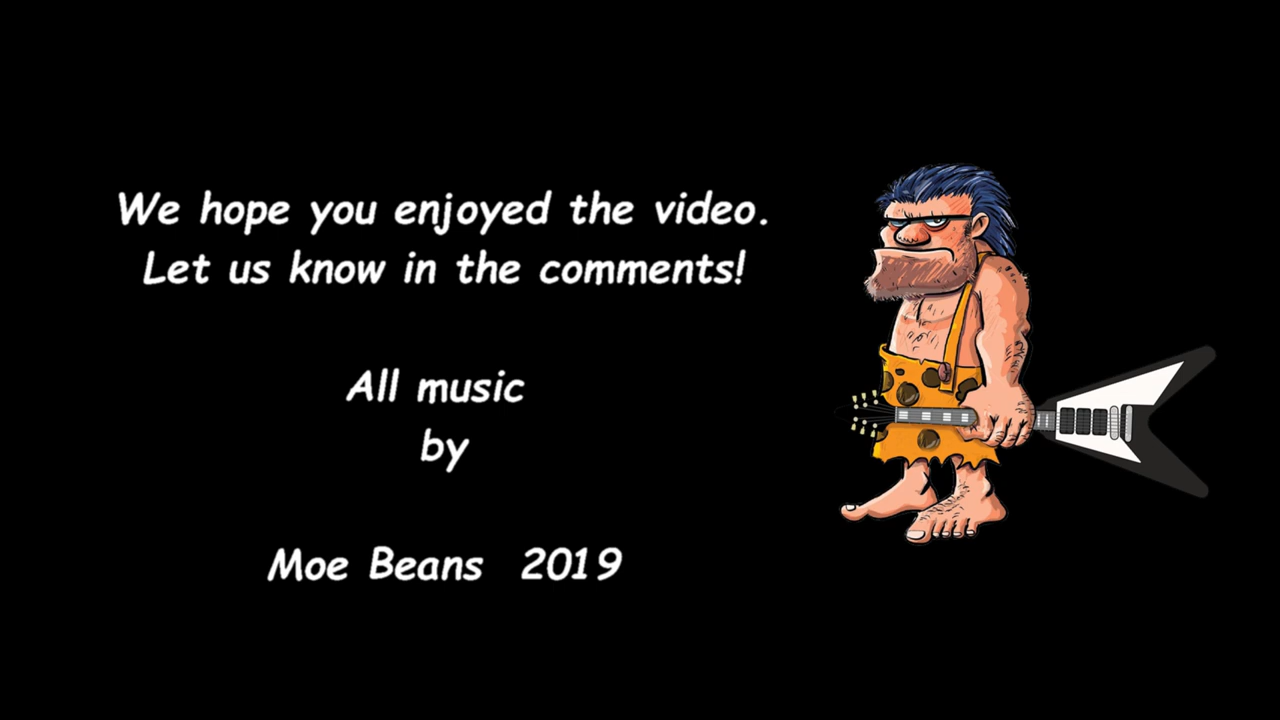 We hope you enjoyed the video.
Let us know in the comments!
All music
by
Moe Beans 2019